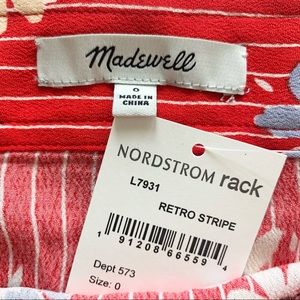 Madewell
0
MADE IN
CHINA
NORDSTROM rack
L7931
RETRO STRIPE
1 91208 66559 4
Dept 573
Size: 0